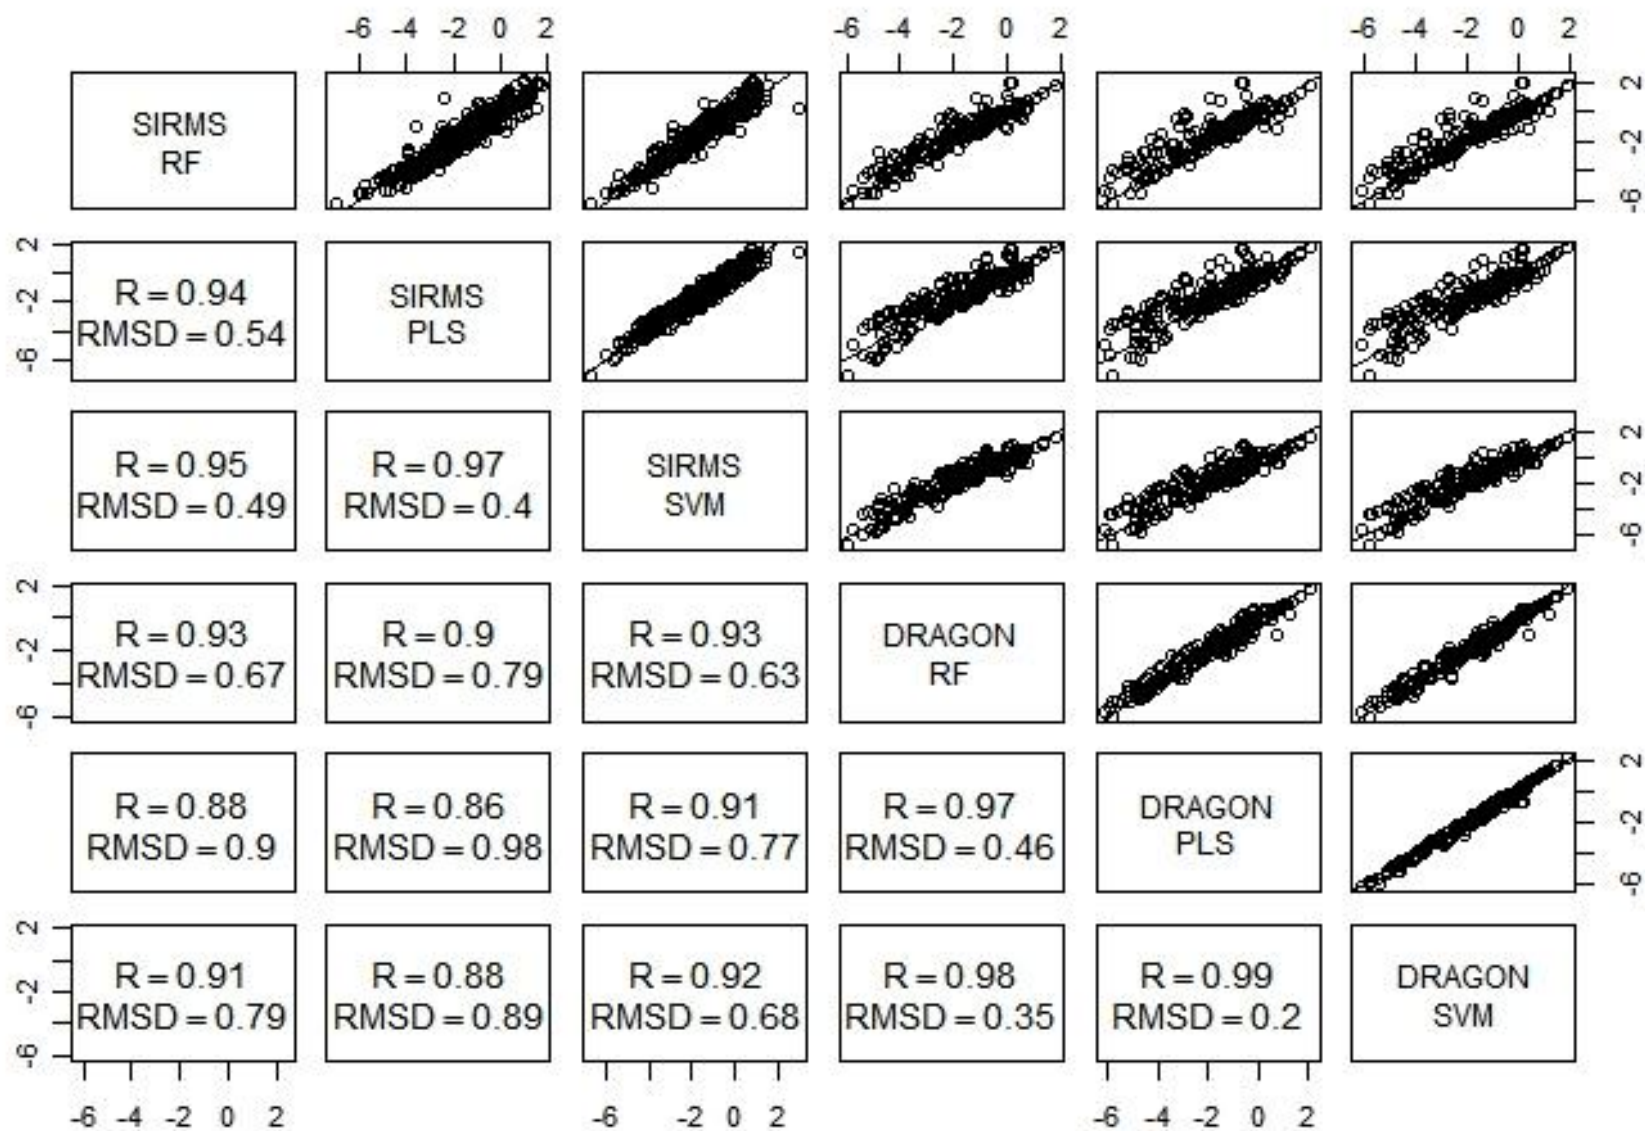 -6 -4 -2 0 2 -6 -4 -2 0 2 -6 -4 -2 0 2
SIRMS
RF
2
-2
-6
2
-2
-6
R = 0.94
RMSD = 0.54
SIRMS
PLS
R = 0.95
RMSD = 0.49
R = 0.97
RMSD = 0.4
SIRMS
SVM
2
-2
-6
2
-2
-6
R = 0.93
RMSD = 0.67
R = 0.9
RMSD = 0.79
R = 0.93
RMSD = 0.63
DRAGON
RF
R = 0.88
RMSD = 0.9
R = 0.86
RMSD = 0.98
R = 0.91
RMSD = 0.77
R = 0.97
RMSD = 0.46
DRAGON
PLS
2
-2
-6
2
-2
-6
R = 0.91
RMSD = 0.79
R = 0.88
RMSD = 0.89
R = 0.92
RMSD = 0.68
R = 0.98
RMSD = 0.35
R = 0.99
RMSD = 0.2
DRAGON
SVM
-6 -4 -2 0 2 -6 -2 0 2 -6 -4 -2 0 2